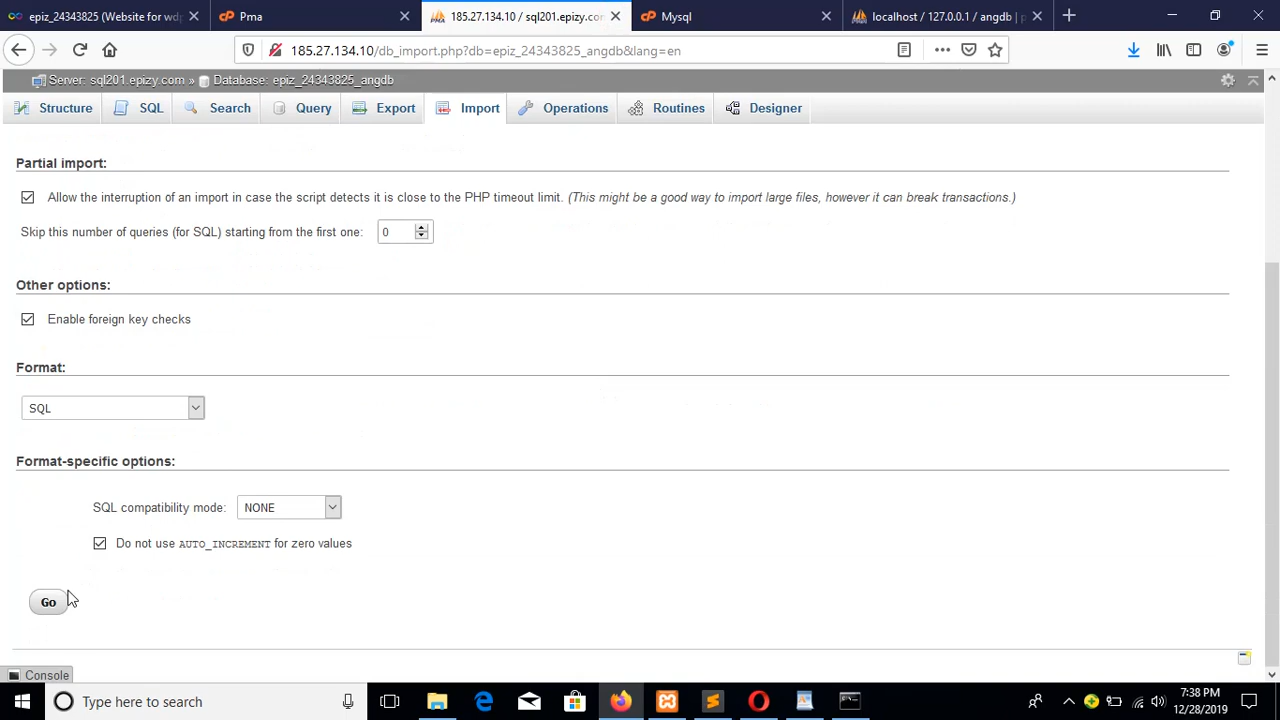 epiz_24343825 (Website for wdp
Pma
185.27.134.10 / sql201.epizy.co
Mysql
localhost / 127.0.0.1 / angdb | p
185.27.134.10/db_import.php?db=epiz_24343825_angdb&lang=en
Server: sql201.epizy.com » Database: epiz_24343825_angdb
Structure SQL Search Query Export Import Operations Routines Designer
Partial import:
Allow the interruption of an import in case the script detects it is close to the PHP timeout limit. (This might be a good way to import large files, however it can break transactions.)
Skip this number of queries (for SQL) starting from the first one: 0
Other options:
Enable foreign key checks
Format:
SQL
Format-specific options:
SQL compatibility mode: NONE
Do not use AUTO_INCREMENT for zero values
Go
Console
Type here to search
7:38 PM
12/28/2019